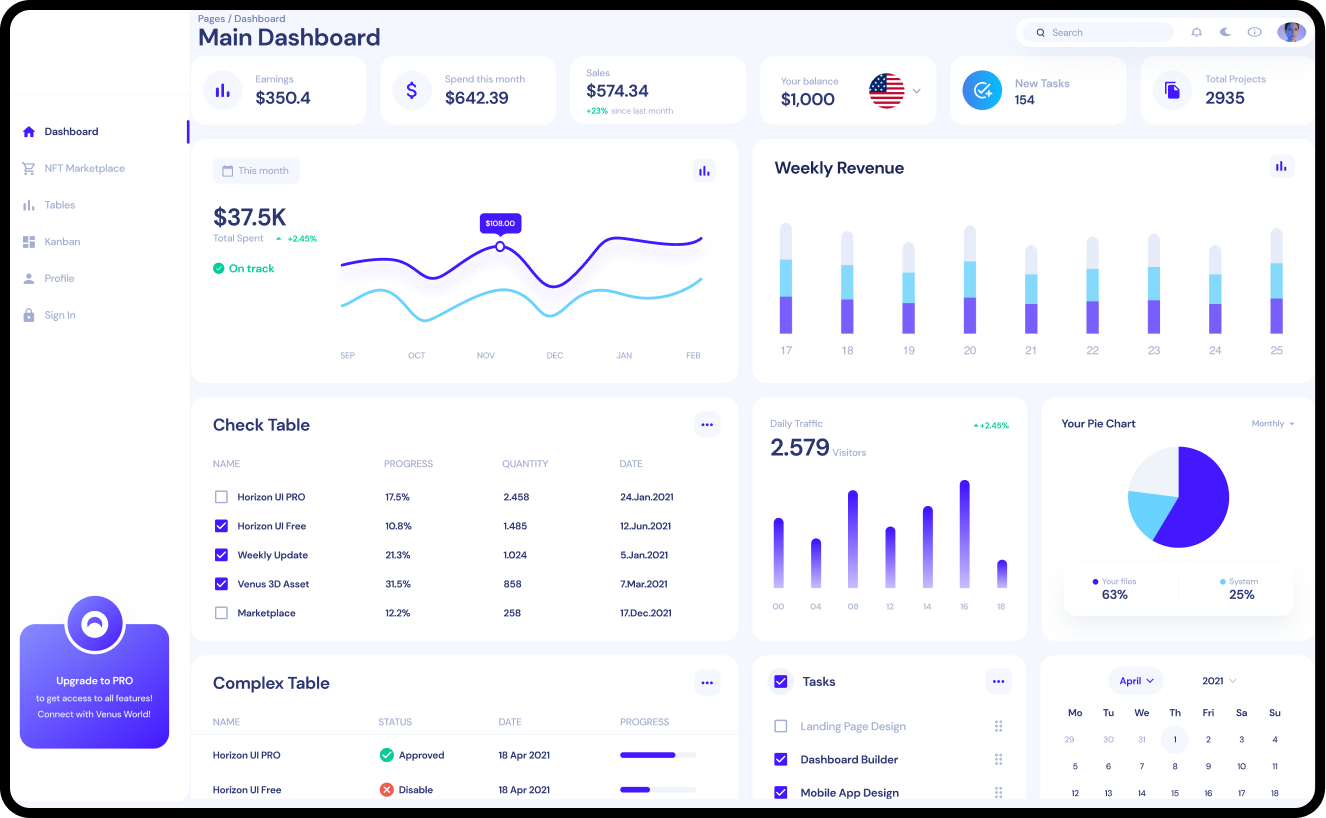 Pages / Dashboard
Main Dashboard
Search
Dashboard
NFT Marketplace
Tables
Kanban
Profile
Sign In
Upgrade to PRO
to get access to all features!
Connect with Venus World!
Earnings
$350.4
Spend this month
$642.39
Sales
$574.34
+23% since last month
Your balance
$1,000
New Tasks
154
Total Projects
2935
This month
$37.5K
Total Spent +2.45%
On track
$108.00
SEP OCT NOV DEC JAN FEB
Weekly Revenue
17 18 19 20 21 22 23 24 25
Check Table
NAME PROGRESS QUANTITY DATE
Horizon UI PRO 17.5% 2.458 24.Jan.2021
Horizon UI Free 10.8% 1.485 12.Jun.2021
Weekly Update 21.3% 1.024 5.Jan.2021
Venus 3D Asset 31.5% 858 7.Mar.2021
Marketplace 12.2% 258 17.Dec.2021
Daily Traffic
+2.45%
2.579 Visitors
00 04 08 12 14 16 18
Your Pie Chart
Monthly
Your files
63%
System
25%
Complex Table
NAME STATUS DATE PROGRESS
Horizon UI PRO Approved 18 Apr 2021
Horizon UI Free Disable 18 Apr 2021
Tasks
Landing Page Design
Dashboard Builder
Mobile App Design
April 2021
Mo Tu We Th Fri Sa Su
29 30 31 1 2 3 4
5 6 7 8 9 10 11
12 13 14 15 16 17 18